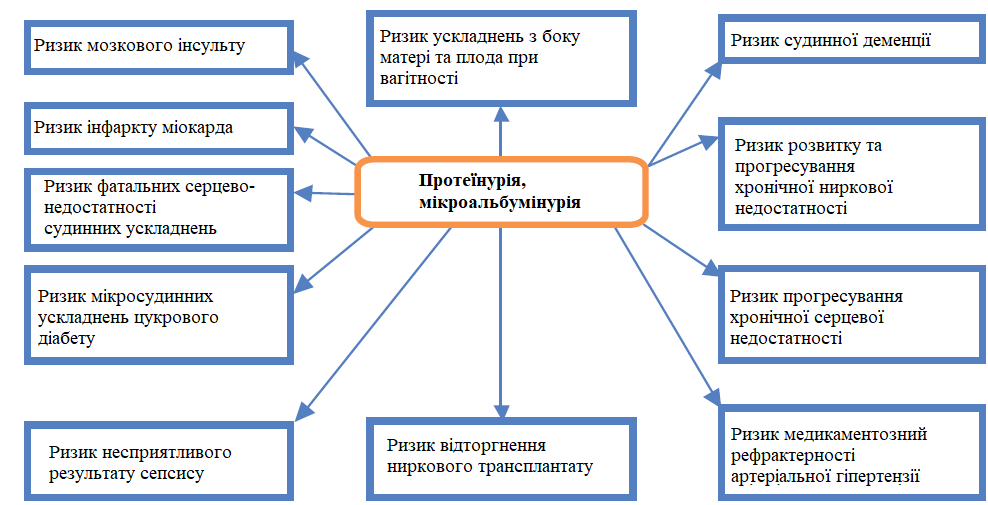 Ризик мозкового інсульту
Ризик ускладнень з боку
матері та плода при
вагітності
Ризик судинної деменції
Ризик інфаркту міокарда
Ризик розвитку та
прогресування
хронічної ниркової
недостатності
Протеїнурія,
мікроальбумінурія
Ризик фатальних серцево-
недостатності
судинних ускладнень
Ризик мікросудинних
ускладнень цукрового
діабету
Ризик прогресування
хронічної серцевої
недостатності
Ризик несприятливого
результату сепсису
Ризик відторгнення
ниркового трансплантату
Ризик медикаментозний
рефрактерності
артеріальної гіпертензії